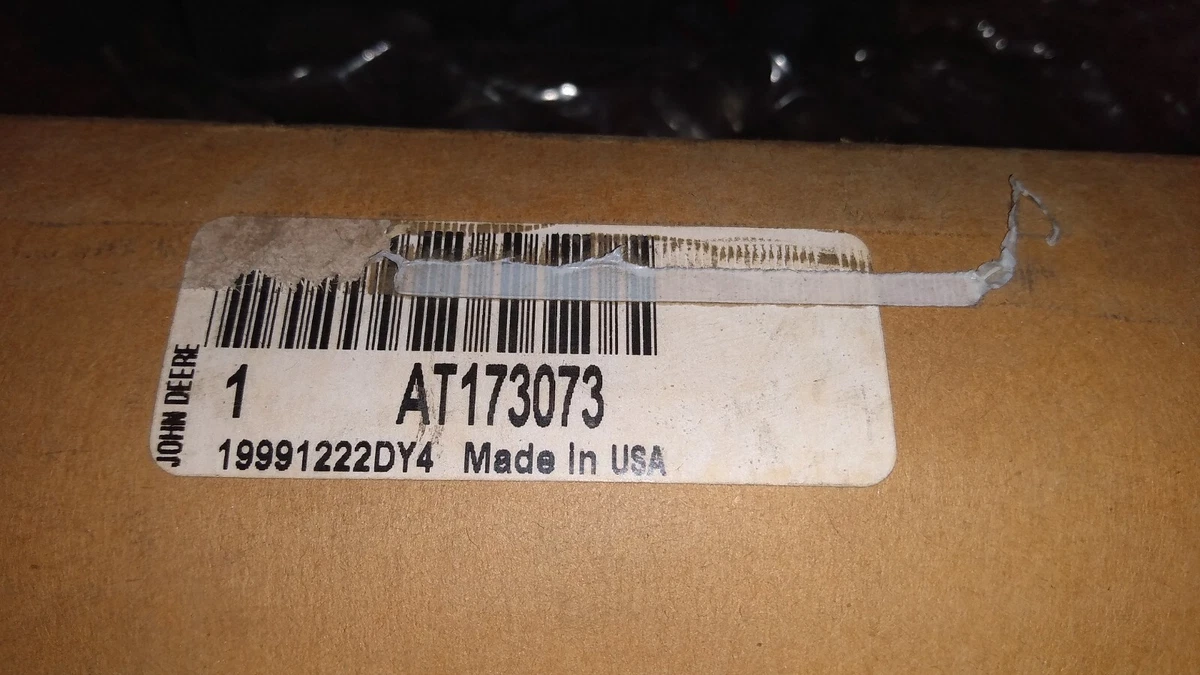 JOHN DEERE
1 AT173073
19991222DY4 Made in USA